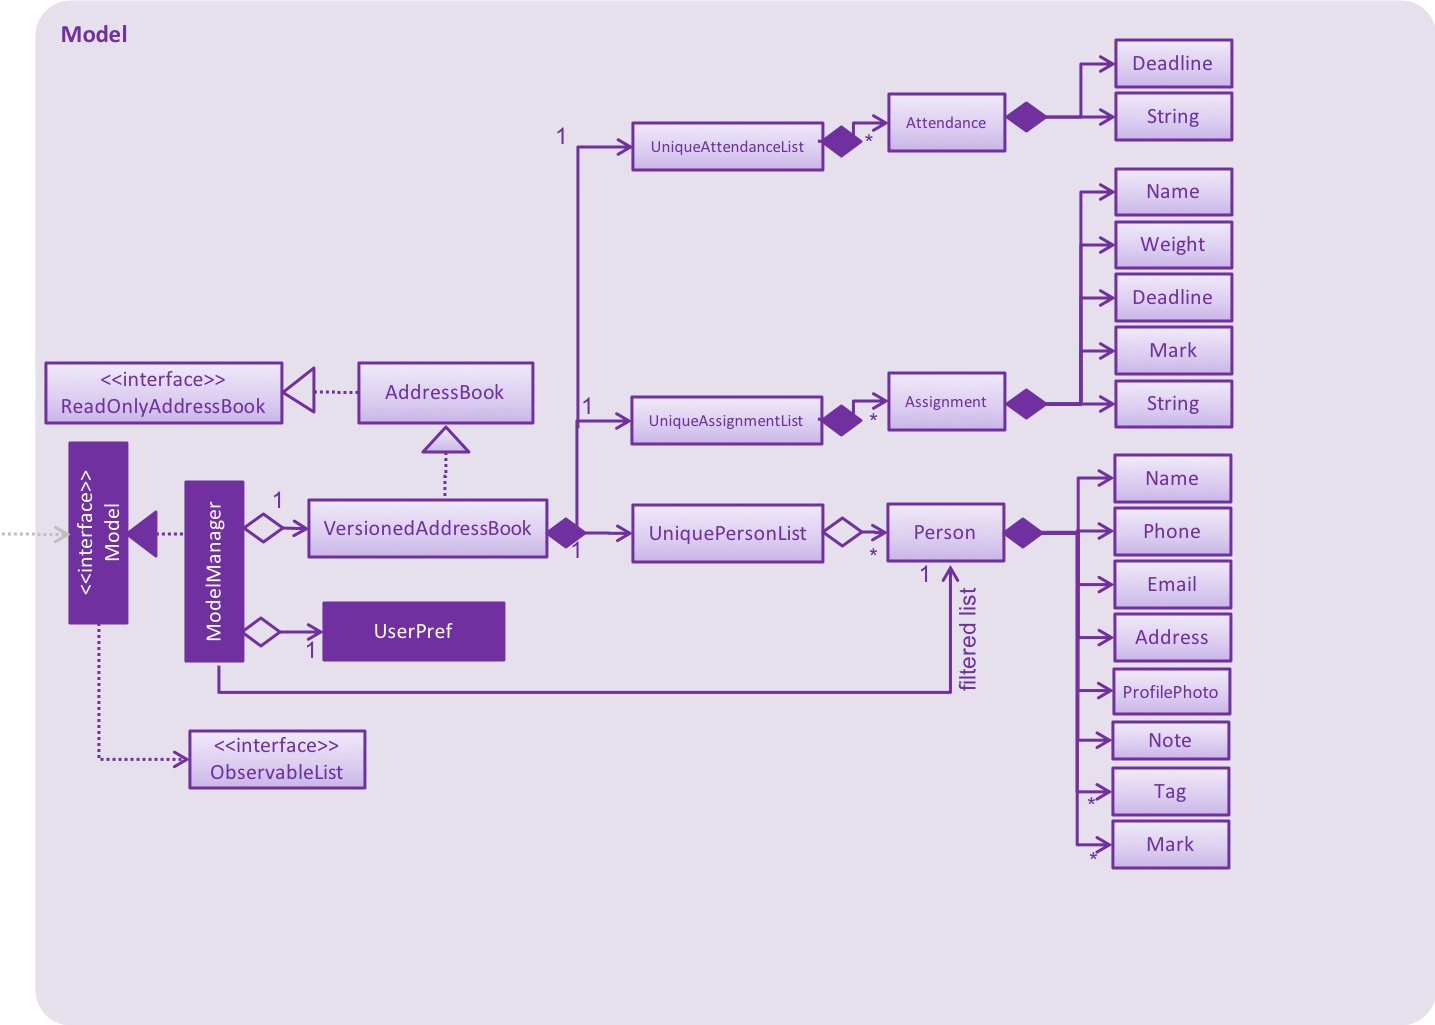 Model
Deadline
String
1
UniqueAttendanceList
*
Attendance
Name
Weight
Deadline
Mark
String
<<interface>>
ReadOnlyAddressBook
AddressBook
1
UniqueAssignmentList
*
Assignment
<<interface>>
Model
ModelManager
1
VersionedAddressBook
1
UniquePersonList
*
Person
1
filtered list
1
UserPref
Name
Phone
Email
Address
ProfilePhoto
Note
*
Tag
*
Mark
<<interface>>
ObservableList